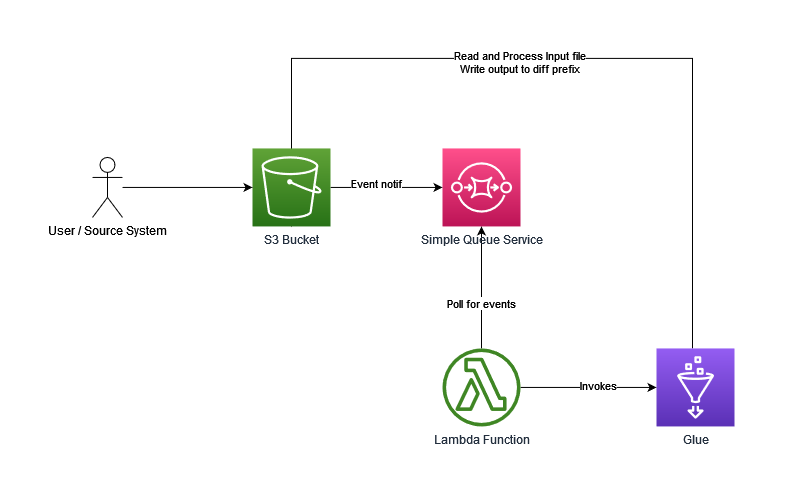 Read and Process Input file
Write output to diff prefix
Event notif
User / Source System
S3 Bucket
Simple Queue Service
Poll for events
Invokes
Lambda Function
Glue